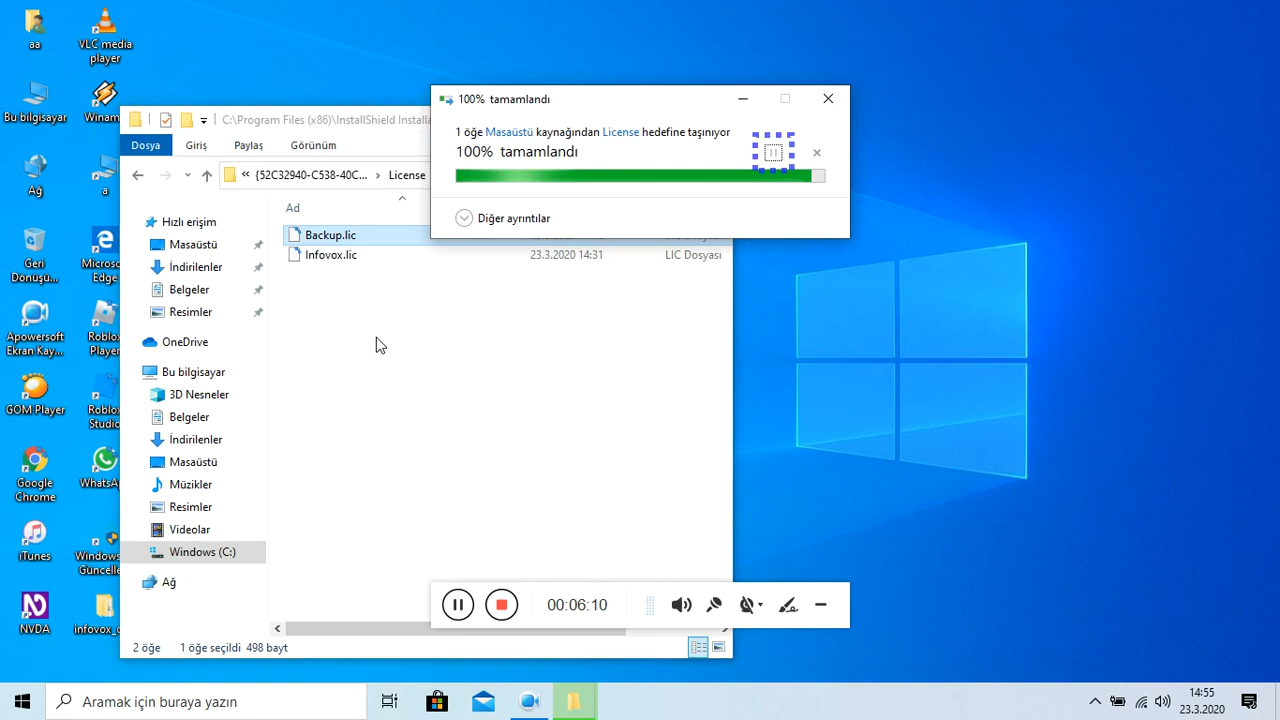 aa
VLC media
player
Bu bilgisayar
Winam
Ağ
a
Geri
Donüşu...
Microsc
Edge
Apowersoft
Ekran Kay...
Roblox
Player
GOM Player
Roblox
Studio
Google
Chrome
WhatsA
iTunes
Windows
Güncelle
NVDA
infovox_c
C:\Program Files (x86)\InstallShield Installa
Dosya
Giriş
Paylaş
Görünüm
« {52C32940-C538-40C... > License
Ad
Hızlı erişim
Masaüstü
İndirilenler
Belgeler
Resimler
OneDrive
Bu bilgisayar
3D Nesneler
Belgeler
İndirilenler
Masaüstü
Müzikler
Resimler
Videolar
Windows (C:)
Ağ
Backup.lic
Infovox.lic 23.3.2020 14:31 LIC Dosyası
2 öğe 1 öğe seçildi 498 bayt
100% tamamlandı
1 öğe Masaüstü kaynağından License hedefine taşınıyor
100% tamamlandı
Diğer ayrıntılar
00:06:10
Aramak için buraya yazın
14:55
23.3.2020